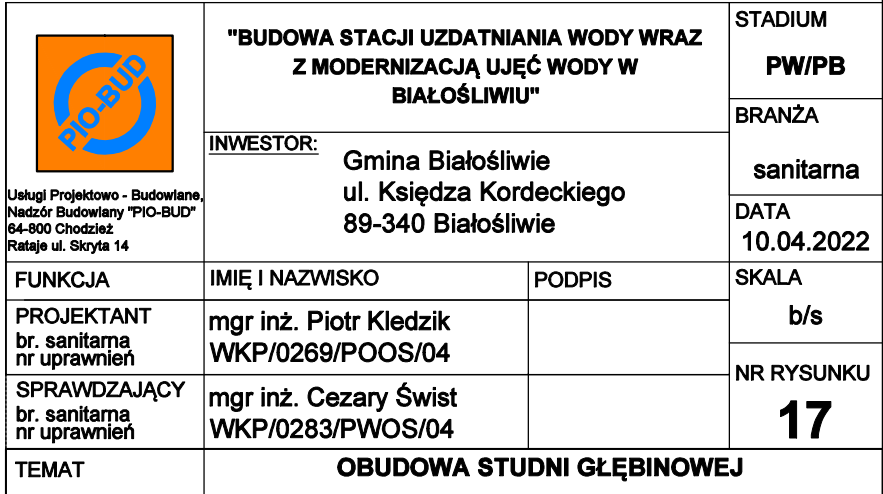 "BUDOWA STACJI UZDATNIANIA WODY WRAZ
Z MODERNIZACJĄ UJĘĆ WODY W
BIAŁOŚLIWIU"
STADIUM
PW/PB
PIO-BUD
Usługi Projektowo - Budowlane,
Nadzór Budowlany "PIO-BUD"
64-800 Chodzież
Rataje ul. Skryta 14
INWESTOR:
Gmina Białośliwie
ul. Księdza Kordeckiego
89-340 Białośliwie
BRANŻA
sanitarna
DATA
10.04.2022
FUNKCJA
IMIĘ I NAZWISKO
PODPIS
SKALA
b/s
PROJEKTANT
br. sanitarna
nr uprawnień
mgr inż. Piotr Kledzik
WKP/0269/POOS/04
SPRAWDZAJĄCY
br. sanitarna
nr uprawnień
mgr inż. Cezary Świst
WKP/0283/PWOS/04
NR RYSUNKU
17
TEMAT
OBUDOWA STUDNI GŁĘBINOWEJ